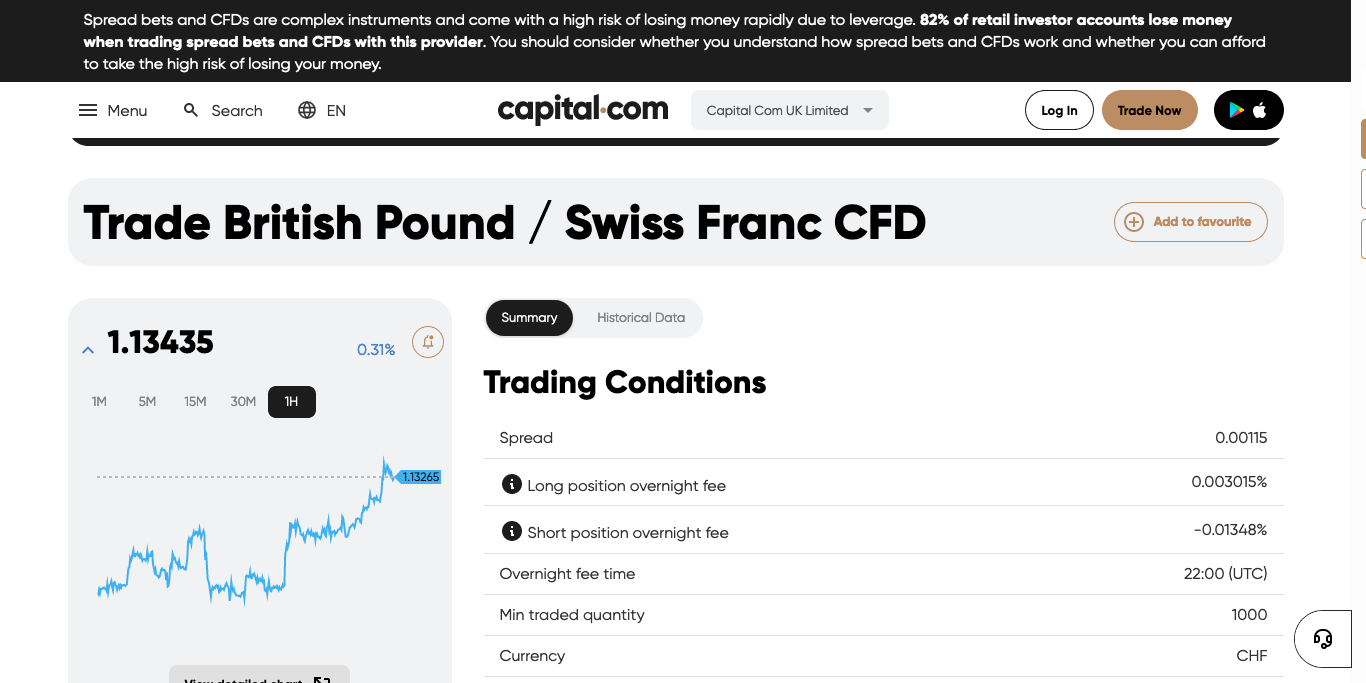 Spread bets and CFDs are complex instruments and come with a high risk of losing money rapidly due to leverage. 82% of retail investor accounts lose money
when trading spread bets and CFDs with this provider. You should consider whether you understand how spread bets and CFDs work and whether you can afford
to take the high risk of losing your money.
Menu
Search
EN
capital.com
Capital Com UK Limited
Log In
Trade Now
Trade British Pound / Swiss Franc CFD
Add to favourite
1.13435
0.31%
1M
5M
15M
30M
1H
1.13265
View detailed chart
Summary
Historical Data
Trading Conditions
Spread
0.00115
Long position overnight fee
0.003015%
Short position overnight fee
-0.01348%
Overnight fee time
22:00 (UTC)
Min traded quantity
1000
Currency
CHF